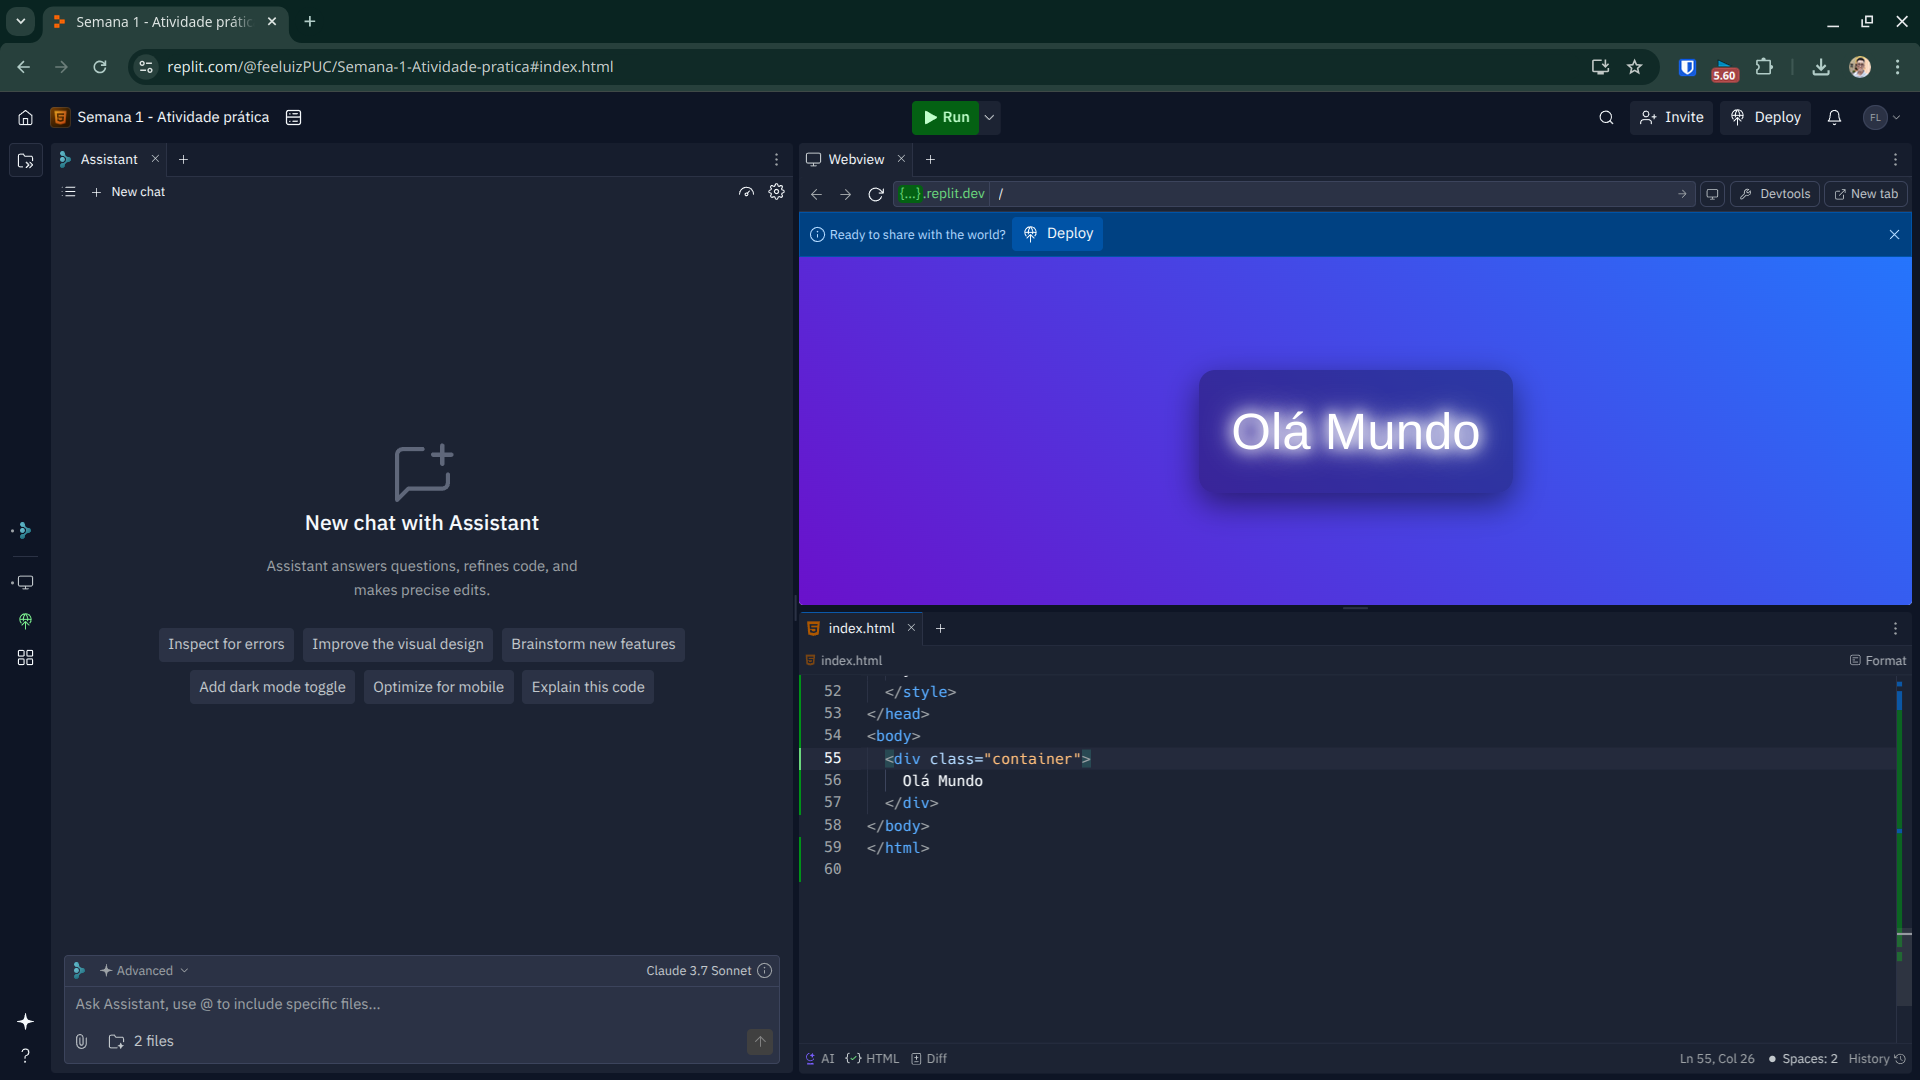 Semana 1 - Atividade prátic
replit.com/@feeluizPUC/Semana-1-Atividade-pratica#index.html
5.60
Semana 1 - Atividade prática
Run
Invite
Deploy
FL
Assistant
New chat
New chat with Assistant
Assistant answers questions, refines code, and
makes precise edits.
Inspect for errors
Improve the visual design
Brainstorm new features
Add dark mode toggle
Optimize for mobile
Explain this code
Advanced
Claude 3.7 Sonnet
Ask Assistant, use @ to include specific files...
2 files
Webview
{...}.replit.dev /
Devtools
New tab
Ready to share with the world?
Deploy
Olá Mundo
index.html
index.html
Format
52 </style>
53 </head>
54 <body>
55 <div class="container">
56 Olá Mundo
57 </div>
58 </body>
59 </html>
60
AI
HTML
Diff
Ln 55, Col 26
Spaces: 2
History